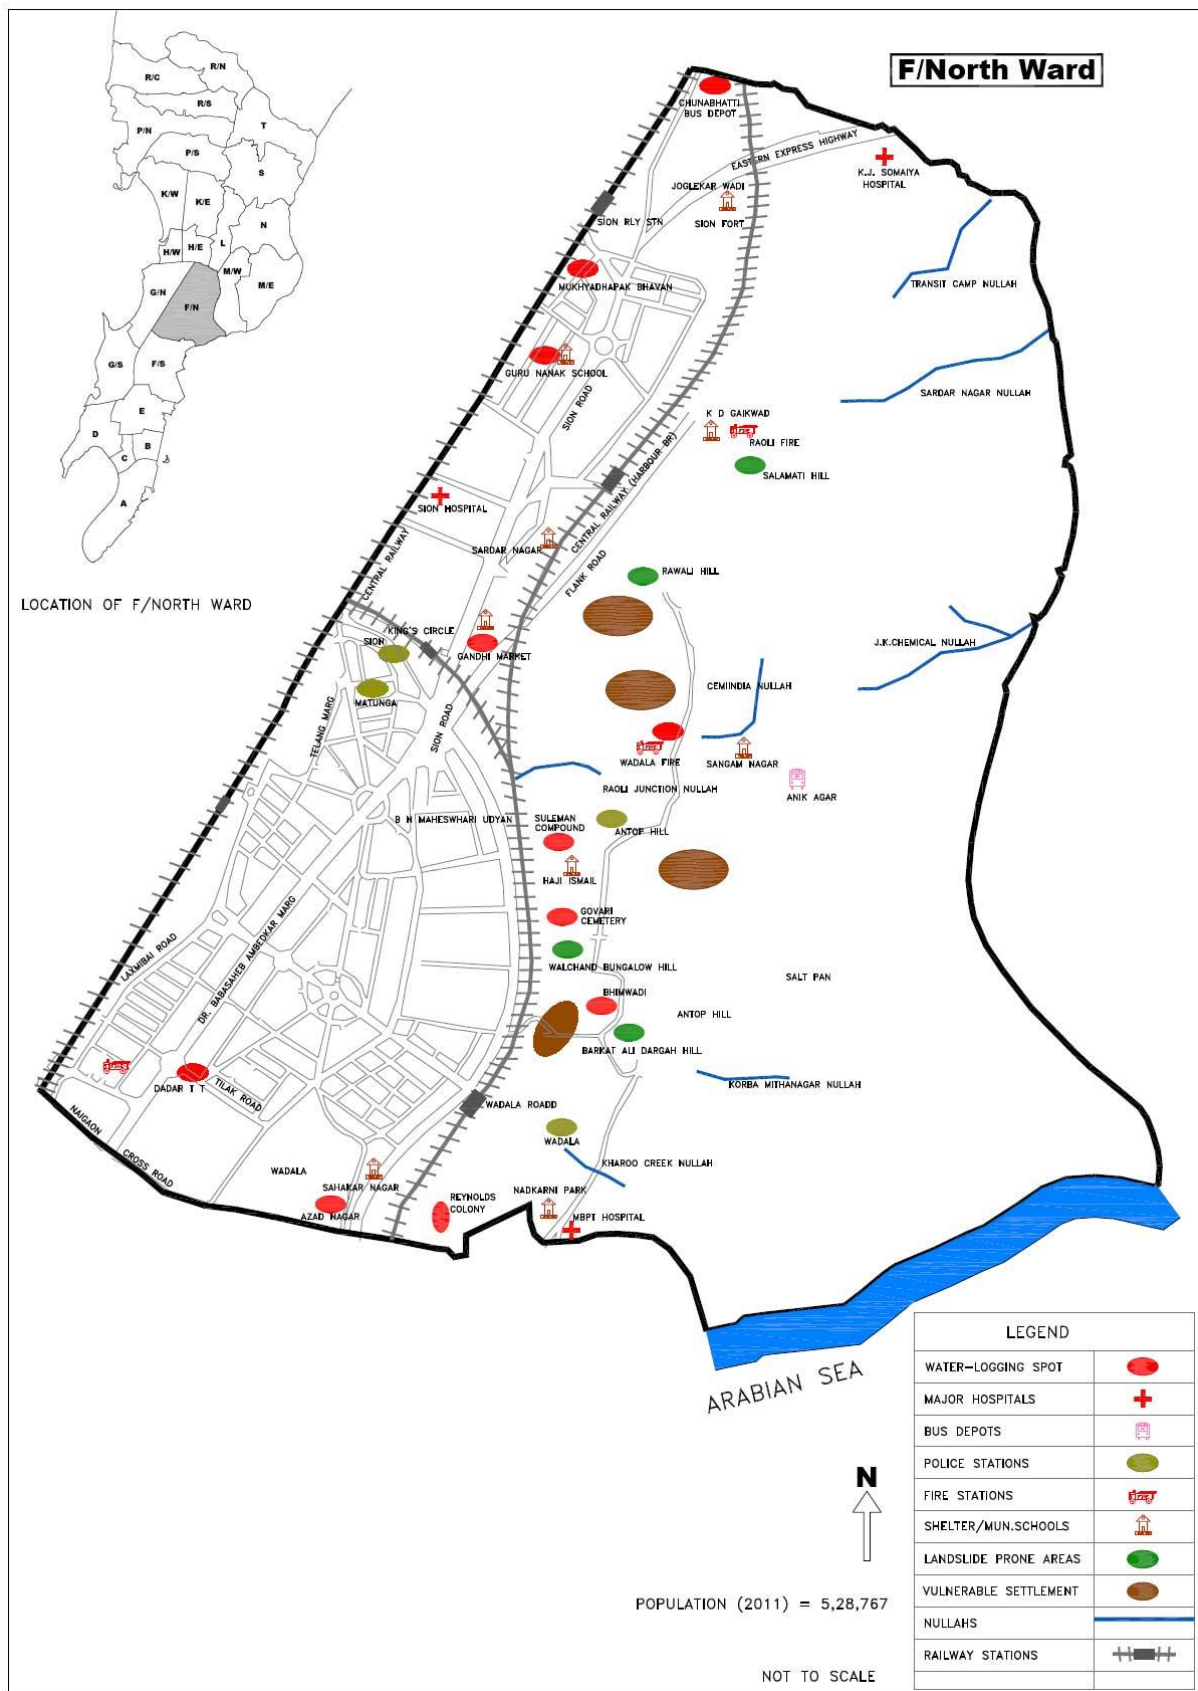 F/North Ward
R/N
R/C
R/S
T
P/N
P/S
S
K/W
K/E
N
H/W
H/E
L
M/W
M/E
G/N
F/N
G/S
F/S
E
D
B
C
A
LOCATION OF F/NORTH WARD
CHUNABHATTI
BUS DEPOT
EASTERN EXPRESS HIGHWAY
K.J. SOMAIYA
HOSPITAL
JOGLEKAR WADI
SION FORT
SION RLY STN
MUKHYADHAPAK BHAVAN
TRANSIT CAMP NULLAH
GURU NANAK SCHOOL
SION ROAD
SARDAR NAGAR NULLAH
K D GAIKWAD
RAOLI FIRE
SALAMATI HILL
CENTRAL RAILWAY (HARBOUR BR)
SION HOSPITAL
SARDAR NAGAR
CENTRAL RAILWAY
FLANK ROAD
RAWALI HILL
KING'S CIRCLE
SION
GANDHI MARKET
J.K.CHEMICAL NULLAH
MATUNGA
CEMIINDIA NULLAH
TELANG MARG
SION ROAD
WADALA FIRE
SANGAM NAGAR
RAOLI JUNCTION NULLAH
ANIK AGAR
B N MAHESHWARI UDYAN
SULEMAN
COMPOUND
ANTOP HILL
HAJI ISMAIL
GOVARI
CEMETERY
LAXMIBAI ROAD
DR. BABASAHEB AMBEDKAR MARG
WALCHAND BUNGALOW HILL
SALT PAN
BHIMWADI
ANTOP HILL
BARKAT ALI DARGAH HILL
DADAR T T
TILAK ROAD
KORBA MITHANAGAR NULLAH
WADALA ROADD
NAIGAON
CROSS ROAD
WADALA
WADALA
KHAROO CREEK NULLAH
SAHAKAR NAGAR
AZAD NAGAR
REYNOLDS
COLONY
NADKARNI PARK
MBPT HOSPITAL
ARABIAN SEA
LEGEND
WATER-LOGGING SPOT
MAJOR HOSPITALS
BUS DEPOTS
POLICE STATIONS
FIRE STATIONS
SHELTER/MUN.SCHOOLS
LANDSLIDE PRONE AREAS
VULNERABLE SETTLEMENT
NULLAHS
RAILWAY STATIONS
N
POPULATION (2011) = 5,28,767
NOT TO SCALE